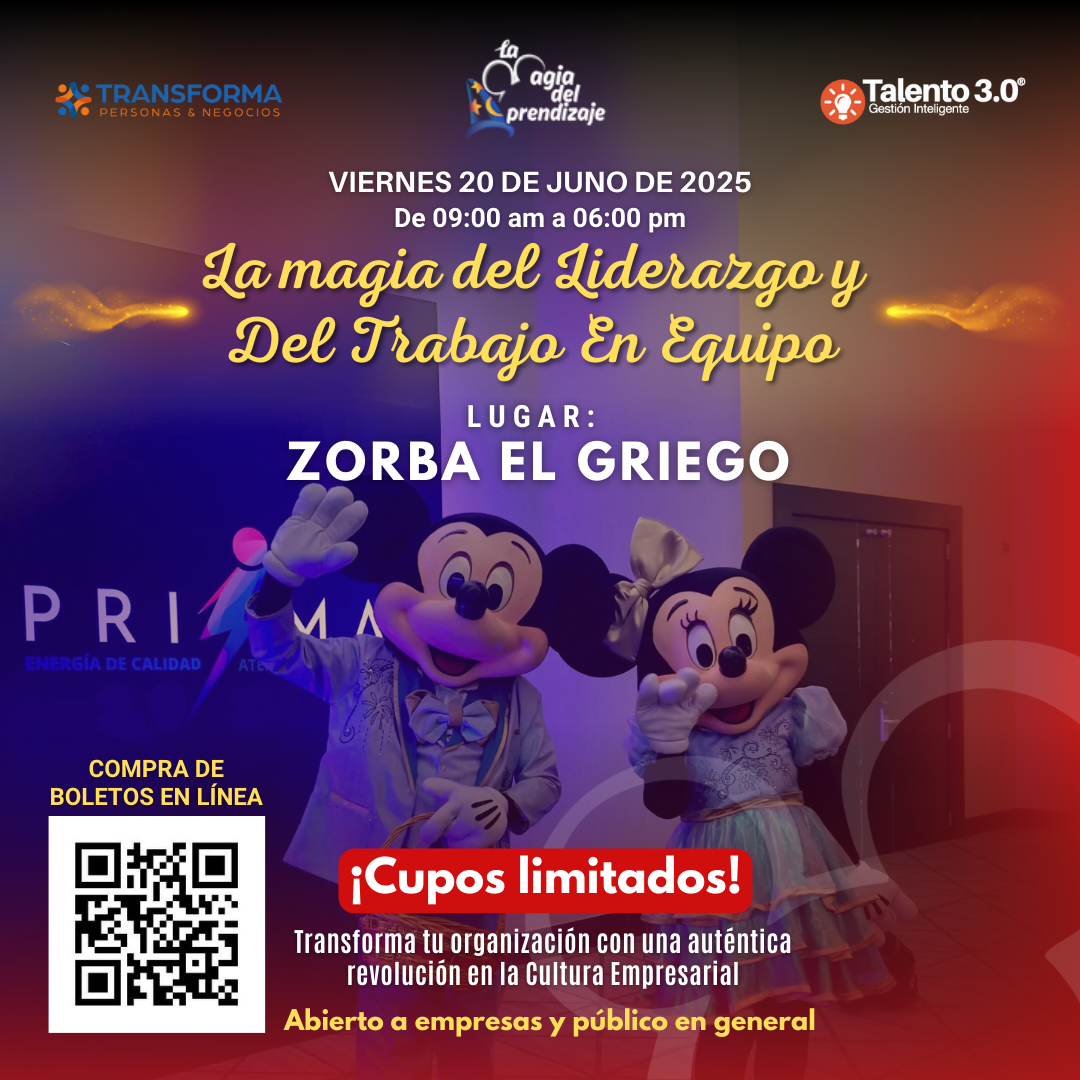 TRANSFORMA
PERSONAS & NEGOCIOS
La
Magia
del
Aprendizaje
Talento 3.0®
Gestión Inteligente
VIERNES 20 DE JUNO DE 2025
De 09:00 am a 06:00 pm
La magia del Liderazgo y
Del Trabajo En Equipo
LUGAR:
ZORBA EL GRIEGO
PRI MA
ENERGÍA DE CALIDAD
COMPRA DE
BOLETOS EN LÍNEA
¡Cupos limitados!
Transforma tu organización con una auténtica
revolución en la Cultura Empresarial
Abierto a empresas y público en general